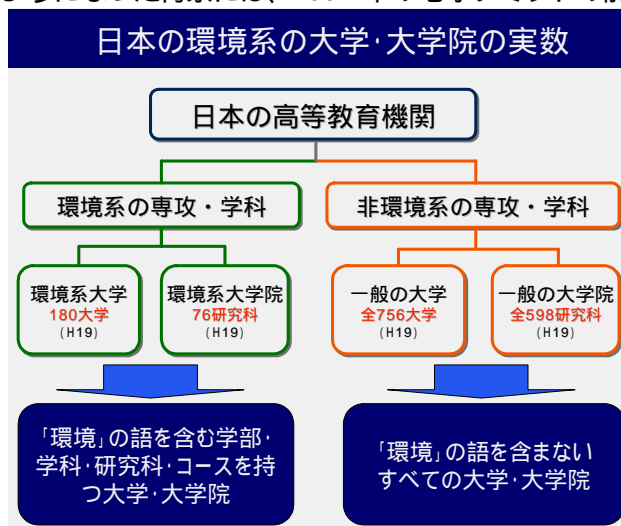 日本の環境系の大学･大学院の実数
日本の高等教育機関
環境系の専攻・学科
非環境系の専攻・学科
環境系大学
180大学
(H19)
環境系大学院
76研究科
(H19)
一般の大学
全756大学
(H19)
一般の大学院
全598研究科
(H19)
｢環境｣の語を含む学部･
学科･研究科･コースを持
つ大学･大学院
｢環境｣の語を含まない
すべての大学･大学院